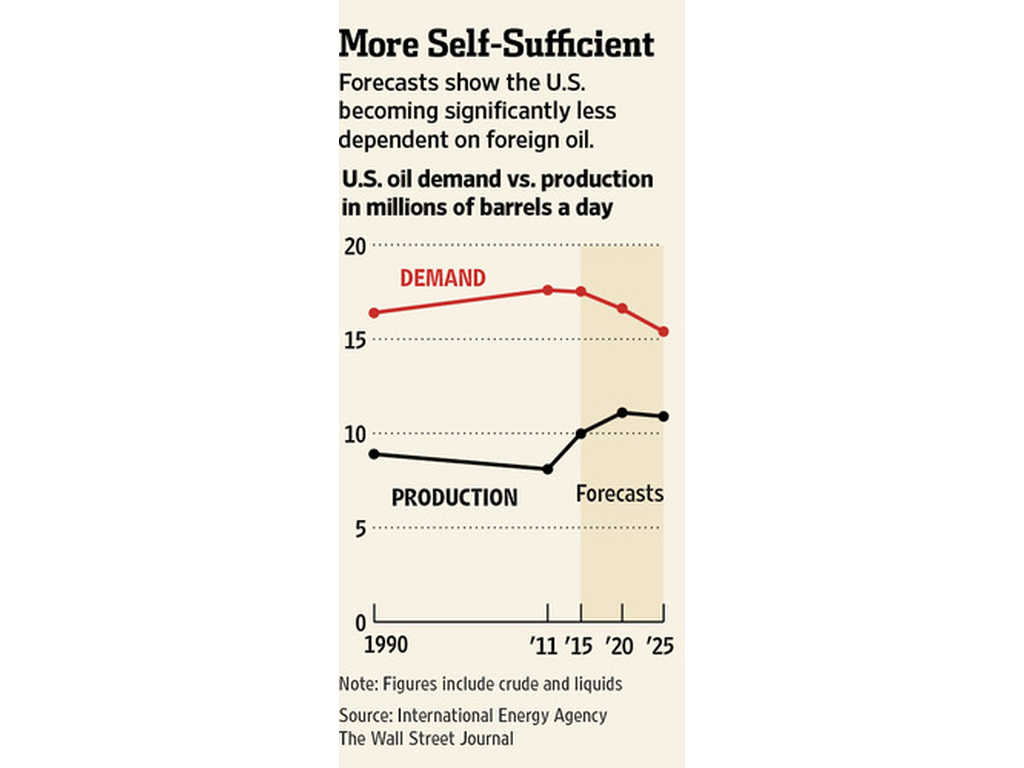 More Self-Sufficient
Forecasts show the U.S.
becoming significantly less
dependent on foreign oil.
U.S. oil demand vs. production
in millions of barrels a day
20
DEMAND
15
10
PRODUCTION
Forecasts
5
0
1990 '11 '15 '20 '25
Note: Figures include crude and liquids
Source: International Energy Agency
The Wall Street Journal